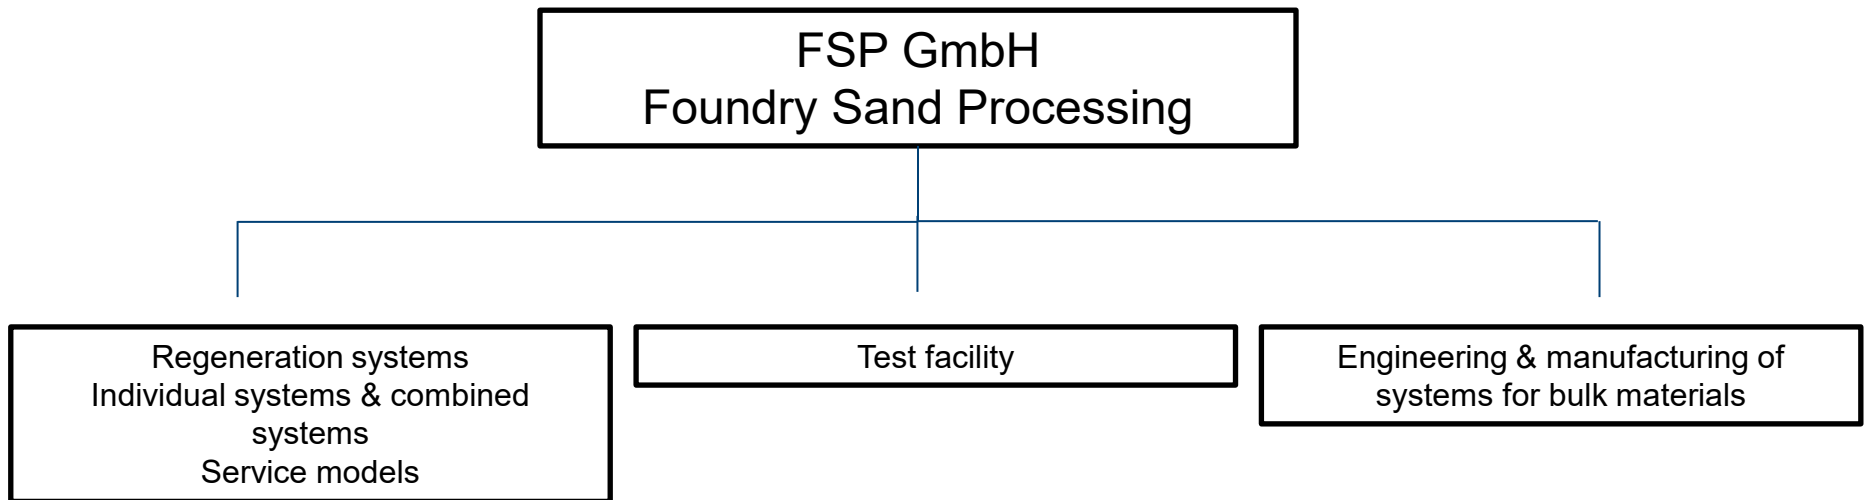 FSP GmbH
Foundry Sand Processing
Regeneration systems
Individual systems & combined
systems
Service models
Test facility
Engineering & manufacturing of
systems for bulk materials